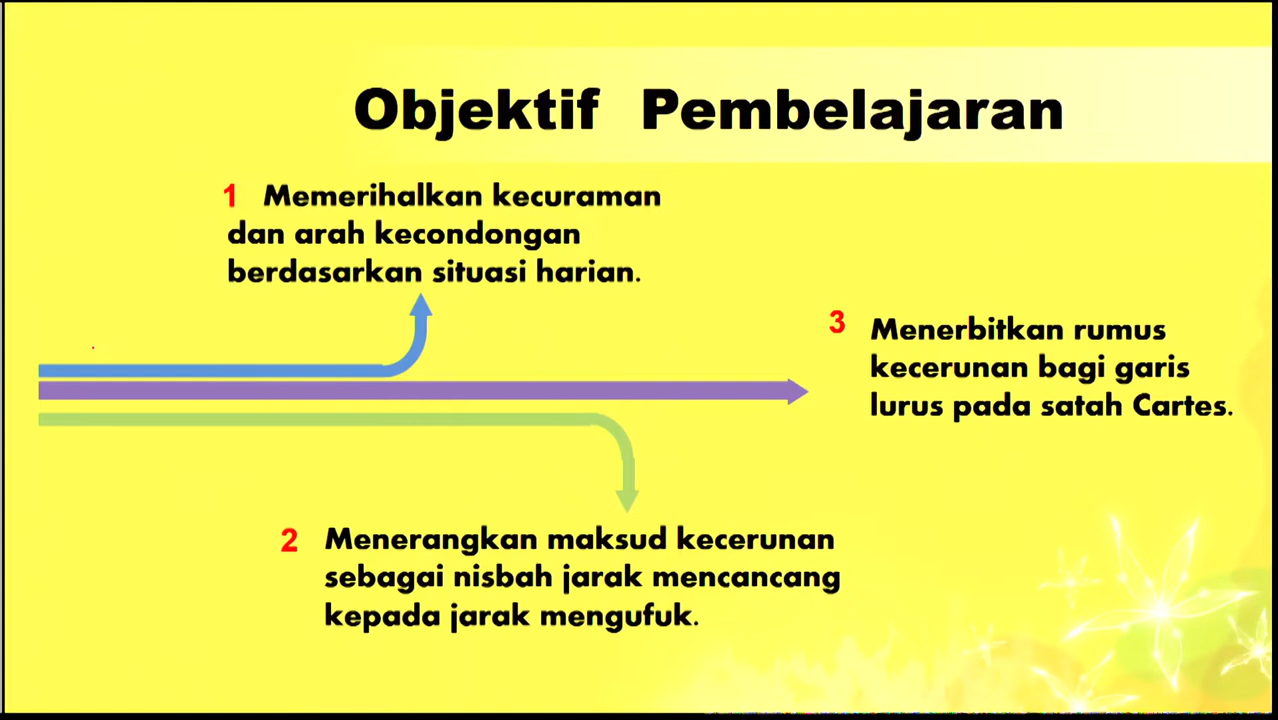 Objektif Pembelajaran
1 Memerihalkan kecuraman
dan arah kecondongan
berdasarkan situasi harian.
2 Menerangkan maksud kecerunan
sebagai nisbah jarak mencancang
kepada jarak mengufuk.
3 Menerbitkan rumus
kecerunan bagi garis
lurus pada satah Cartes.